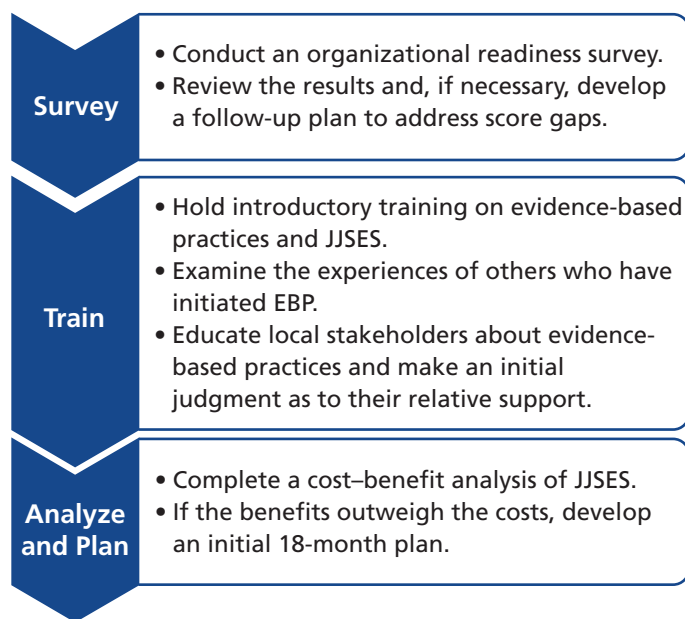 Survey
• Conduct an organizational readiness survey.
• Review the results and, if necessary, develop
a follow-up plan to address score gaps.
Train
• Hold introductory training on evidence-based
practices and JJSES.
• Examine the experiences of others who have
initiated EBP.
• Educate local stakeholders about evidence-
based practices and make an initial
judgment as to their relative support.
Analyze
and Plan
• Complete a cost–benefit analysis of JJSES.
• If the benefits outweigh the costs, develop
an initial 18-month plan.